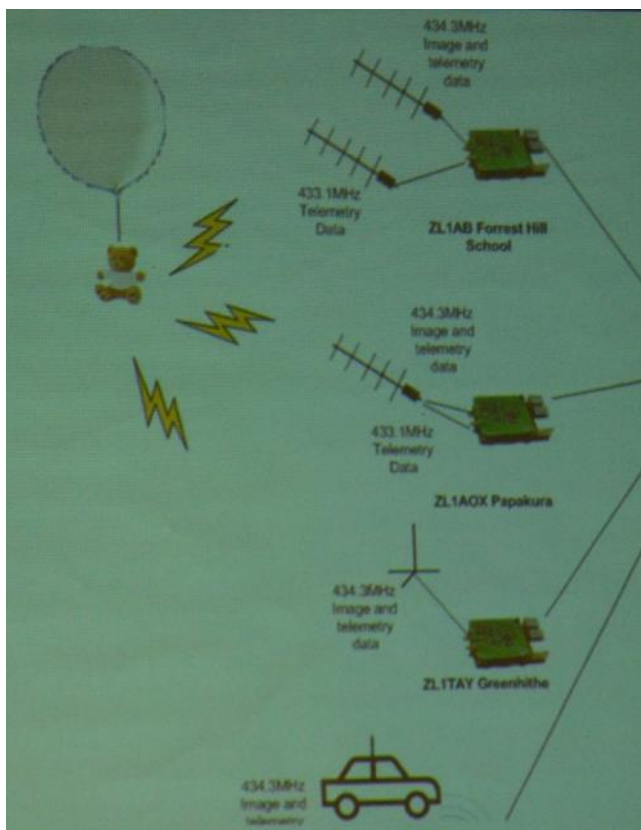 434.3MHz
Image and
telemetry
data
433.1MHz
Telemetry
Data
ZL1AB Forrest Hill
School
434.3MHz
Image and
telemetry
data
433.1MHz
Telemetry
Data
ZL1AOX Papakura
434.3MHz
Image and
telemetry
data
ZL1TAY Greenhithe
434.3MHz
Image and
telemetry